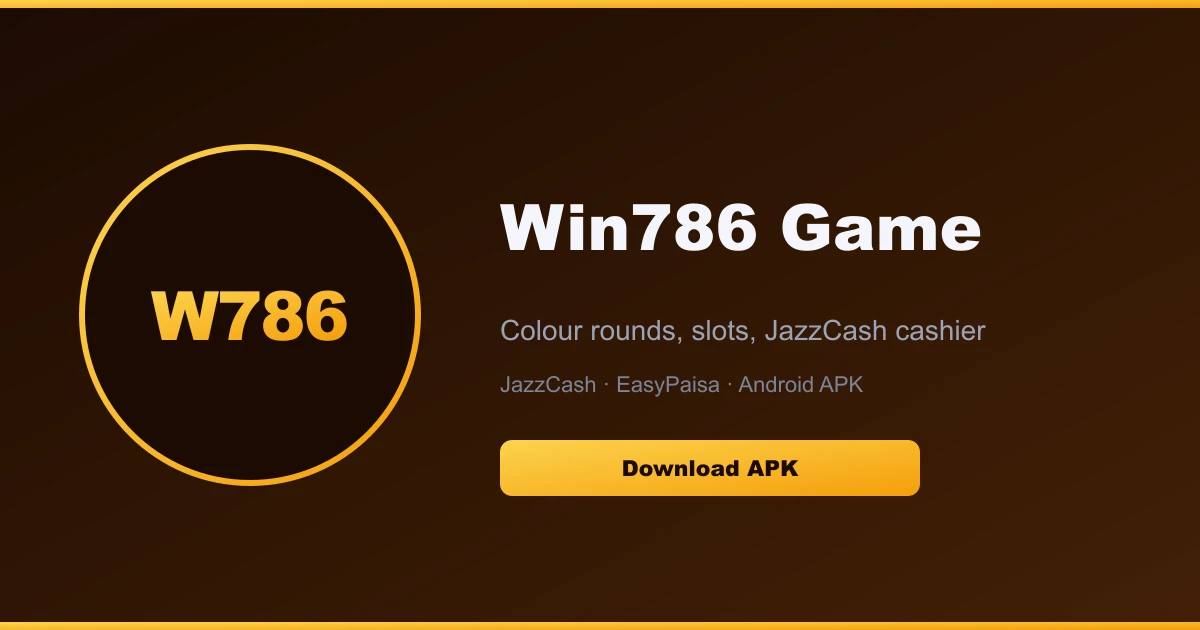 W786
Win786 Game
Colour rounds, slots, JazzCash cashier
JazzCash · EasyPaisa · Android APK
Download APK